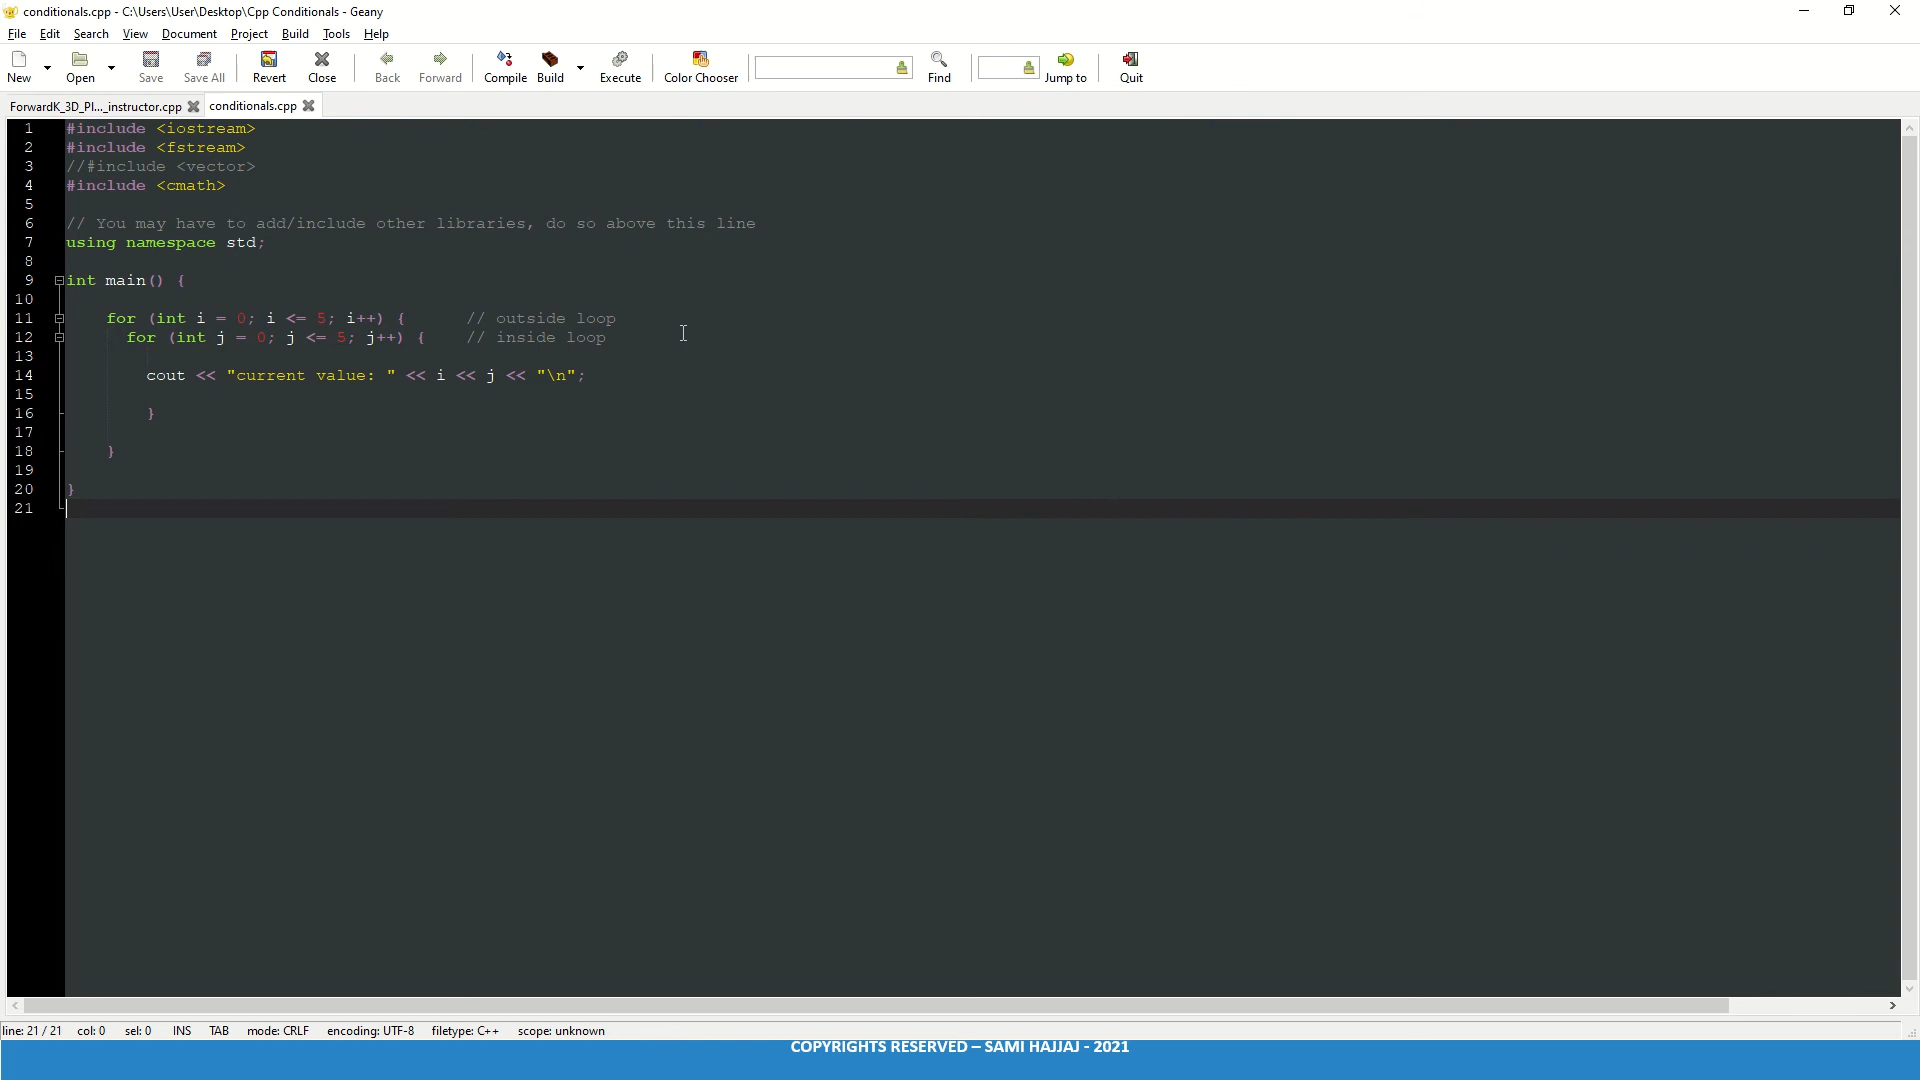 conditionals.cpp - C:\Users\User\Desktop\Cpp Conditionals - Geany
File Edit Search View Document Project Build Tools Help
New Open Save Save All Revert Close Back Forward Compile Build Execute Color Chooser Find Jump to Quit
ForwardK_3D_Pl..._instructor.cpp conditionals.cpp
1 #include <iostream>
2 #include <fstream>
3 //#include <vector>
4 #include <cmath>
5
6 // You may have to add/include other libraries, do so above this line
7 using namespace std;
8
9 int main() {
10
11 for (int i = 0; i <= 5; i++) { // outside loop
12 for (int j = 0; j <= 5; j++) { // inside loop
13
14 cout << "current value: " << i << j << "\n";
15
16 }
17
18 }
19
20 }
21
line: 21 / 21 col: 0 sel: 0 INS TAB mode: CRLF encoding: UTF-8 filetype: C++ scope: unknown
COPYRIGHTS RESERVED – SAMI HAJJAJ - 2021